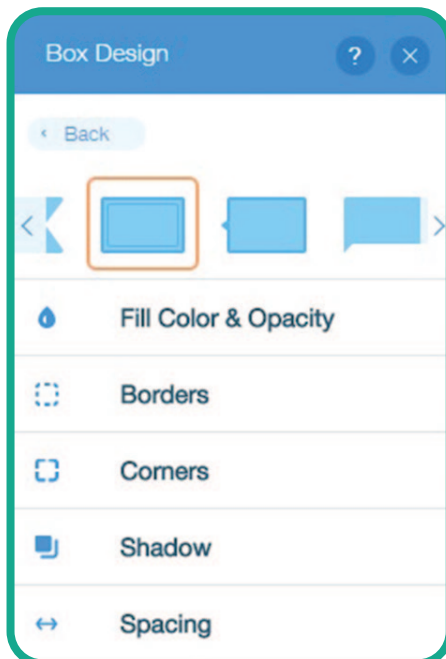 Box Design
?
Back
Fill Color & Opacity
Borders
Corners
Shadow
Spacing